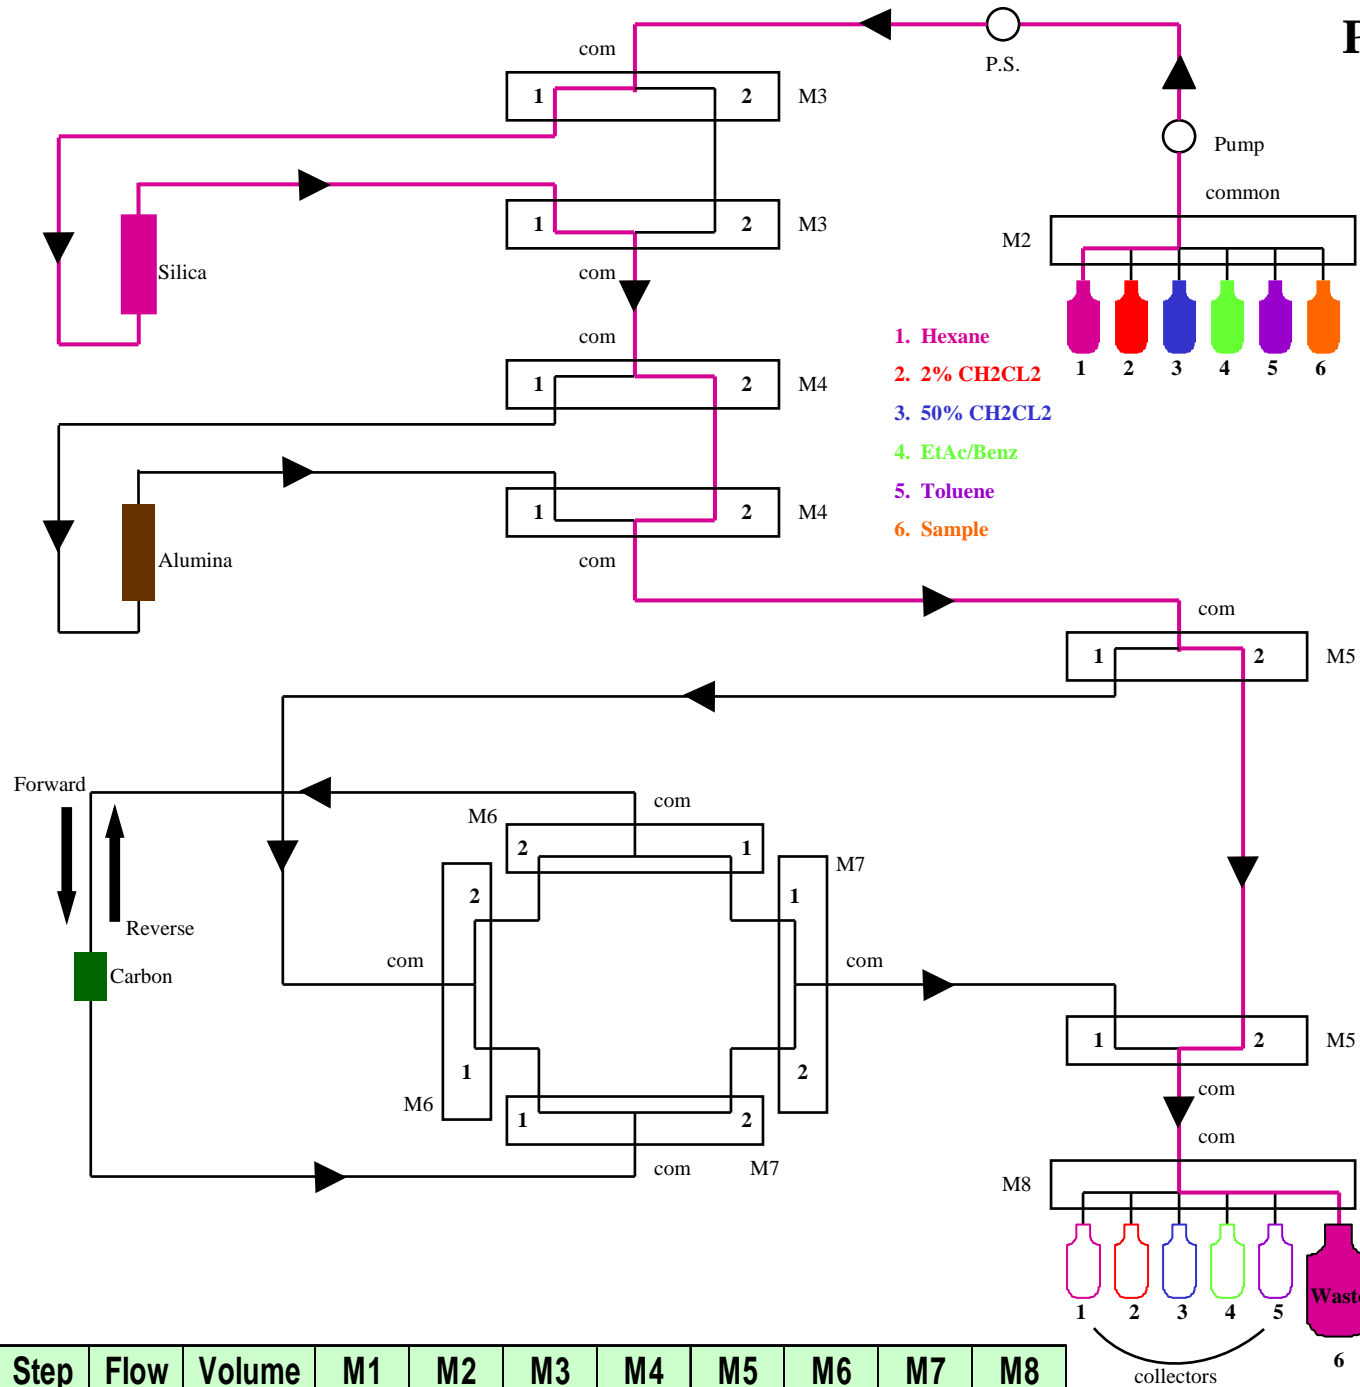 P
com
P.S.
1 2 M3
Pump
common
1 2 M3
M2
Silica
com
com
1. Hexane
1 2 3 4 5 6
2. 2% CH2CL2
1 2 M4
3. 50% CH2CL2
4. EtAc/Benz
5. Toluene
1 2 M4
6. Sample
Alumina
com
com
1 2 M5
Forward
com
M6
2 1
M7
2
1
Reverse
com
com
Carbon
1 2 M5
1
2
M6
com
1 2
com
com
M7
M8
1 2 3 4 5
Waste
6
collectors
Step Flow Volume M1 M2 M3 M4 M5 M6 M7 M8